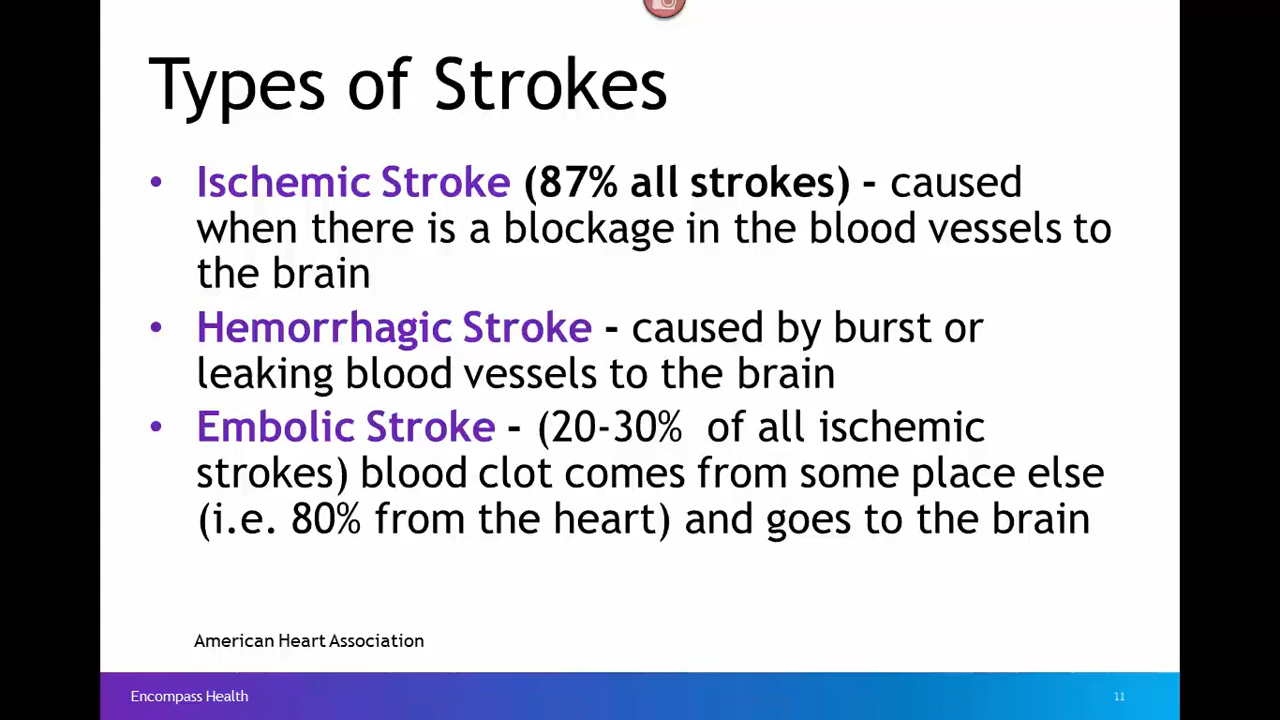 Types of Strokes
• Ischemic Stroke (87% all strokes) - caused
when there is a blockage in the blood vessels to
the brain
• Hemorrhagic Stroke - caused by burst or
leaking blood vessels to the brain
• Embolic Stroke - (20-30% of all ischemic
strokes) blood clot comes from some place else
(i.e. 80% from the heart) and goes to the brain
American Heart Association
Encompass Health
11